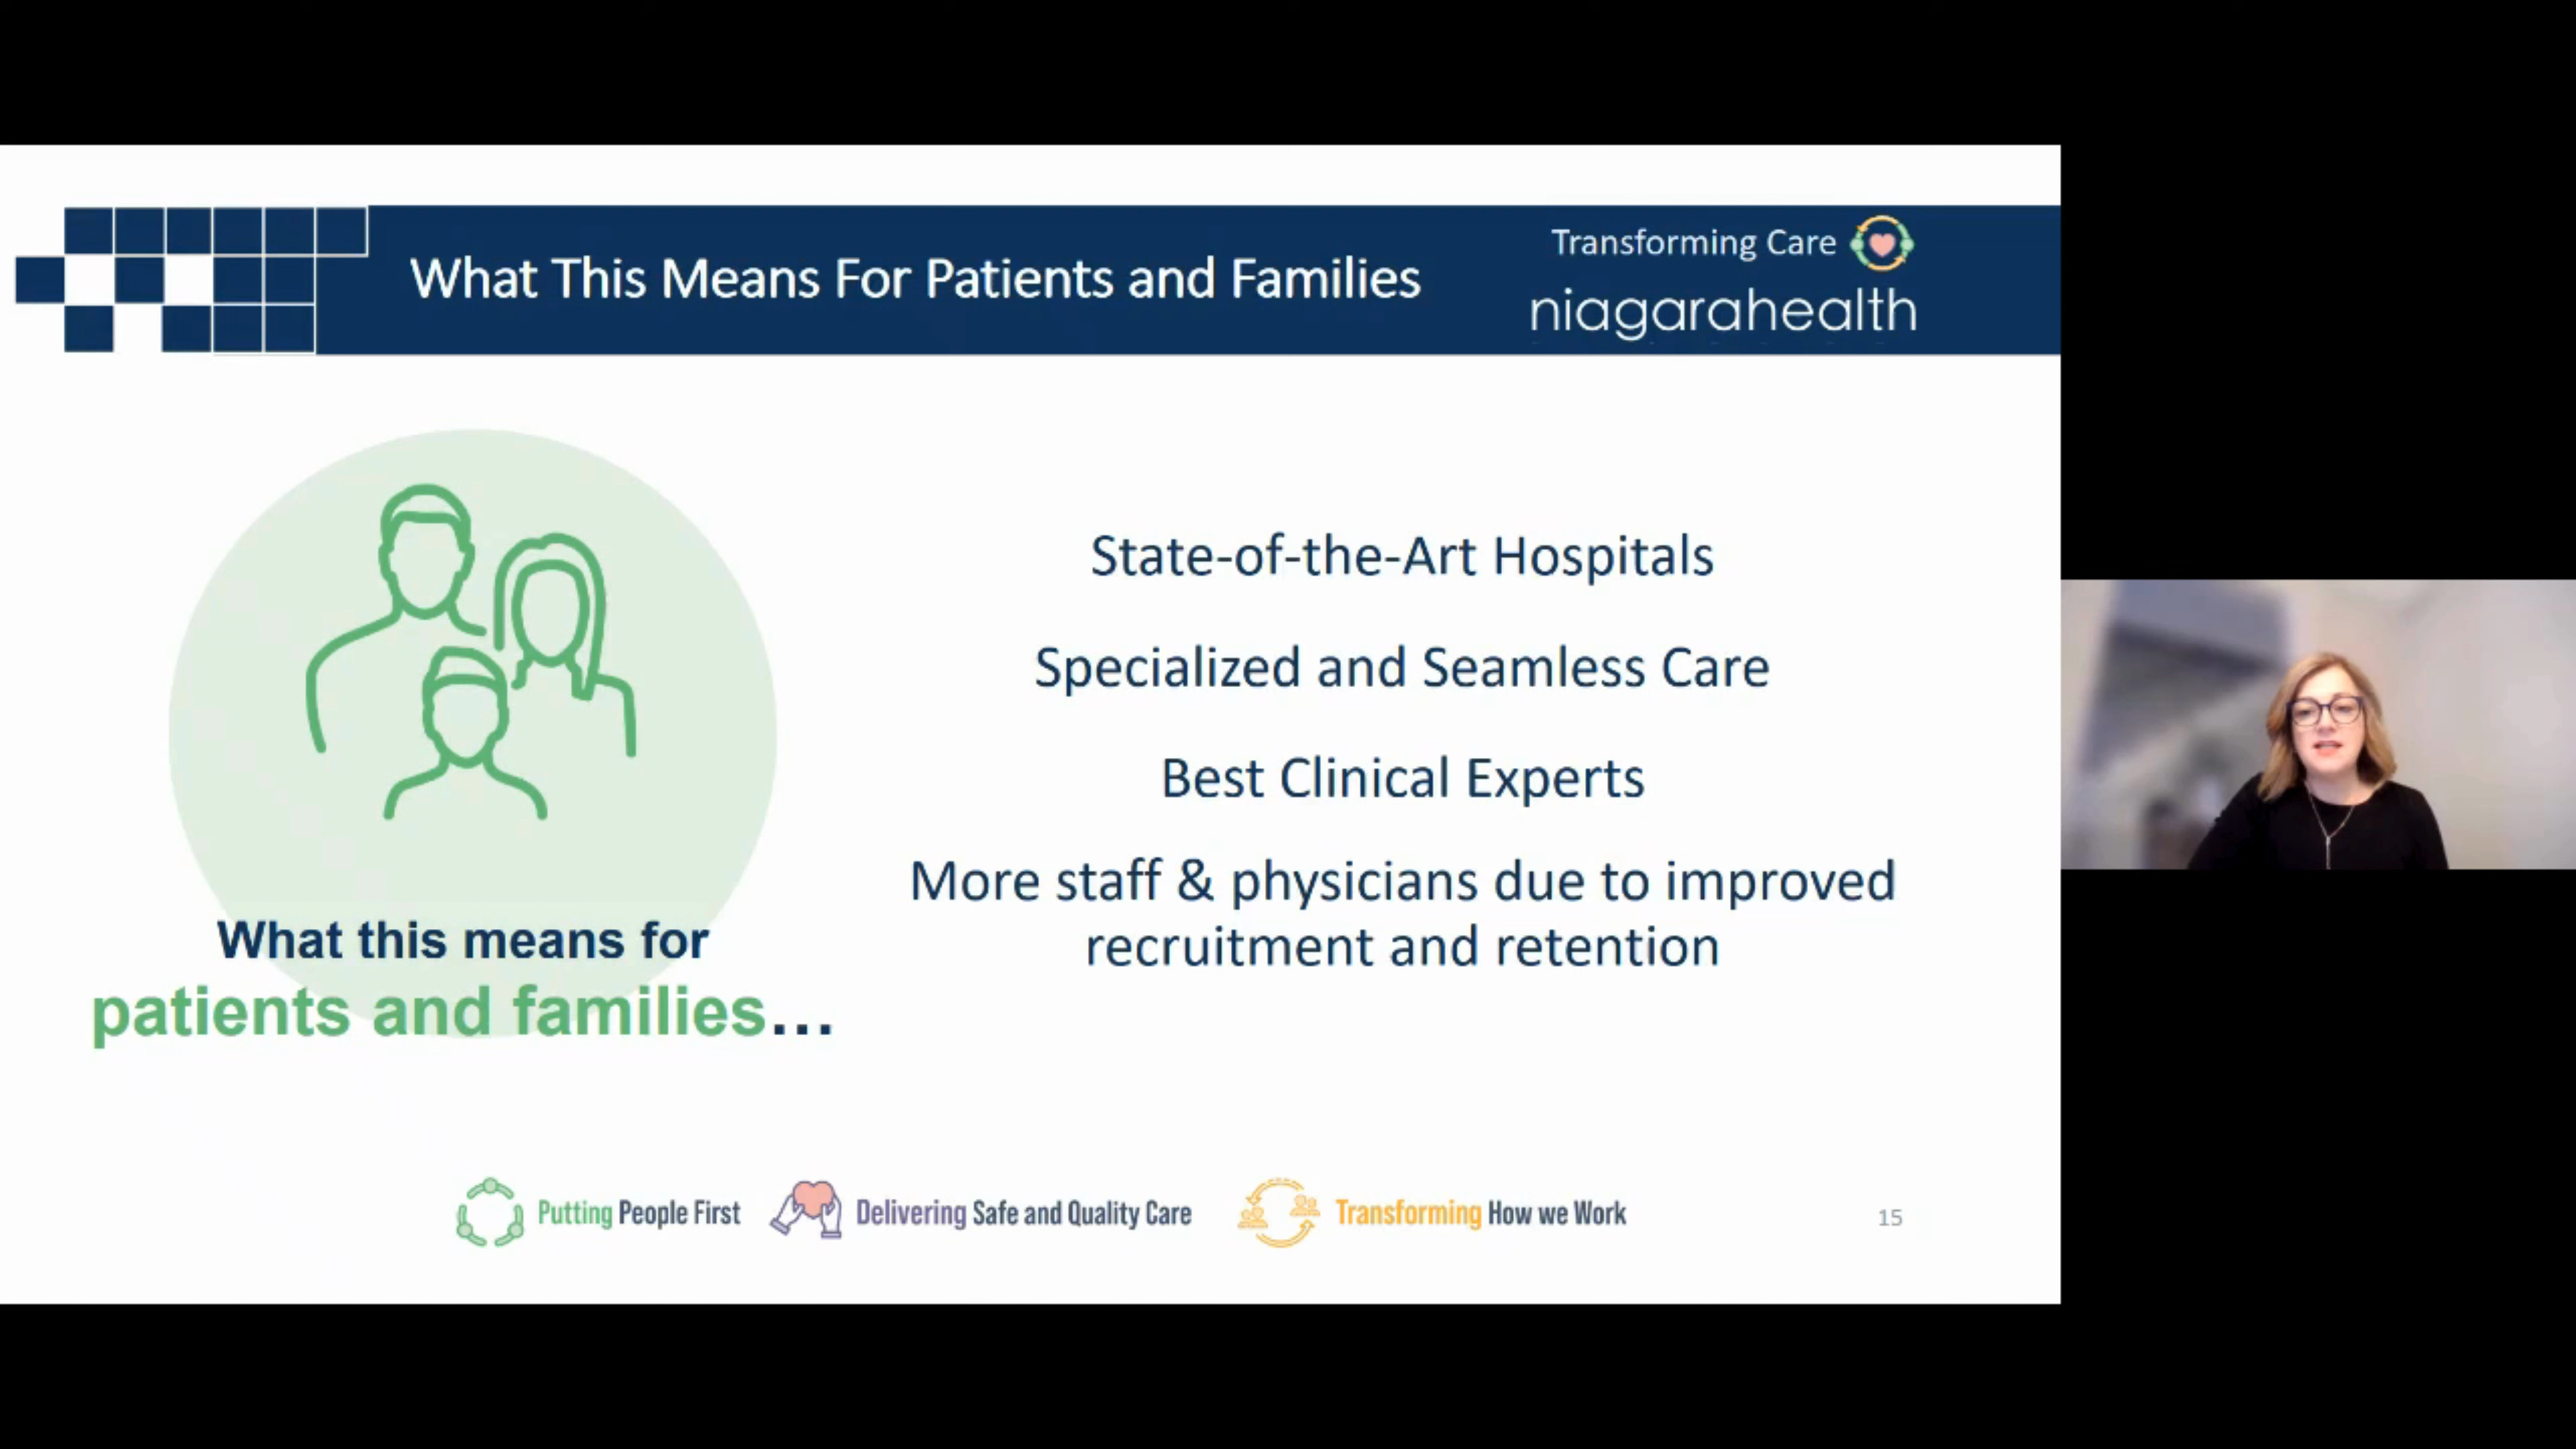 What This Means For Patients and Families
Transforming Care
niagarahealth
State-of-the-Art Hospitals
Specialized and Seamless Care
Best Clinical Experts
More staff & physicians due to improved
recruitment and retention
What this means for
patients and families...
Putting People First
Delivering Safe and Quality Care
Transforming How we Work
15